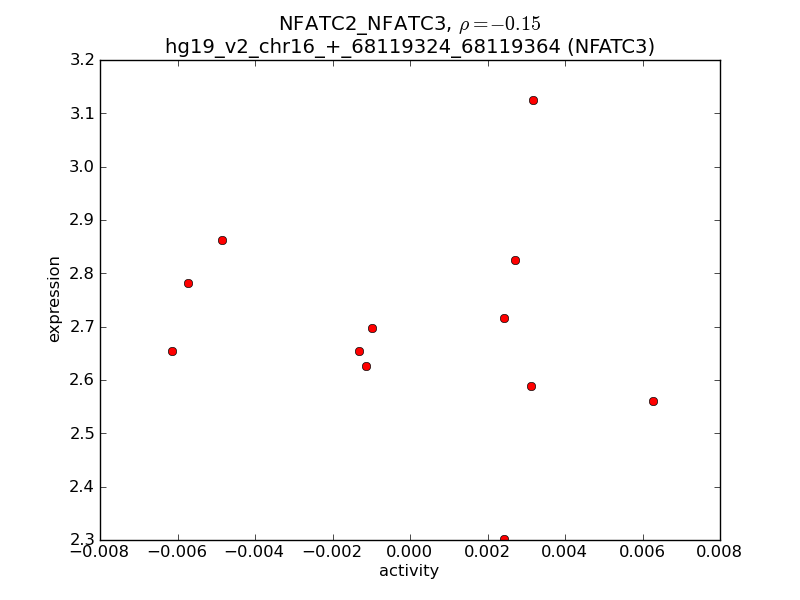 NFATC2_NFATC3, ρ = −0.15
hg19_v2_chr16_+_68119324_68119364 (NFATC3)
3.2
3.1
3.0
2.9
2.8
2.7
2.6
2.5
2.4
2.3
expression
−0.008 −0.006 −0.004 −0.002 0.000 0.002 0.004 0.006 0.008
activity